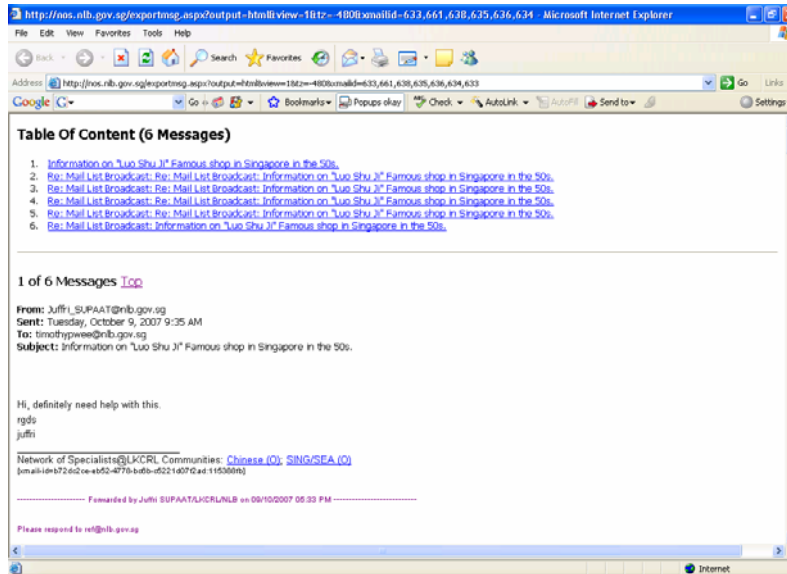 http://nos.nlb.gov.sg/exportmsg.aspx?output=html&view=1&tz=-480&xmailid=633,661,638,635,636,634 - Microsoft Internet Explorer
File Edit View Favorites Tools Help
Back Search Favorites
Address http://nos.nlb.gov.sg/exportmsg.aspx?output=html&view=1&tz=-480&xmailid=633,661,638,635,636,634,633 Go Links
Google G Go Bookmarks Popups okay Check AutoLink AutoFill Send to Settings
Table Of Content (6 Messages)
1. Information on "Luo Shu Ji" Famous shop in Singapore in the 50s.
2. Re: Mail List Broadcast: Re: Mail List Broadcast: Information on "Luo Shu Ji" Famous shop in Singapore in the 50s.
3. Re: Mail List Broadcast: Re: Mail List Broadcast: Information on "Luo Shu Ji" Famous shop in Singapore in the 50s.
4. Re: Mail List Broadcast: Re: Mail List Broadcast: Information on "Luo Shu Ji" Famous shop in Singapore in the 50s.
5. Re: Mail List Broadcast: Re: Mail List Broadcast: Information on "Luo Shu Ji" Famous shop in Singapore in the 50s.
6. Re: Mail List Broadcast: Information on "Luo Shu Ji" Famous shop in Singapore in the 50s.
1 of 6 Messages Top
From: Juffri_SUPAAT@nlb.gov.sg
Sent: Tuesday, October 9, 2007 9:35 AM
To: timothypwee@nlb.gov.sg
Subject: Information on "Luo Shu Ji" Famous shop in Singapore in the 50s.
Hi, definitely need help with this.
rgds
juffri
Network of Specialists@LKCRL Communities: Chinese (O); SING/SEA (O)
Forwarded by Juffri SUPAAT/LKCRL/NLB on 09/10/2007 05:33 PM
Please respond to ref@nlb.gov.sg
Internet